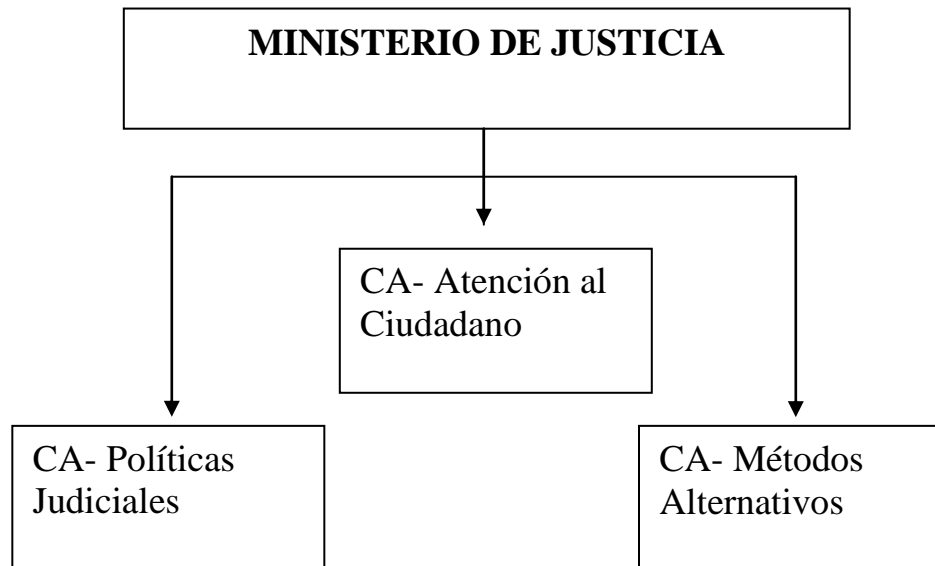 MINISTERIO DE JUSTICIA
CA- Atención al
Ciudadano
CA- Políticas
Judiciales
CA- Métodos
Alternativos